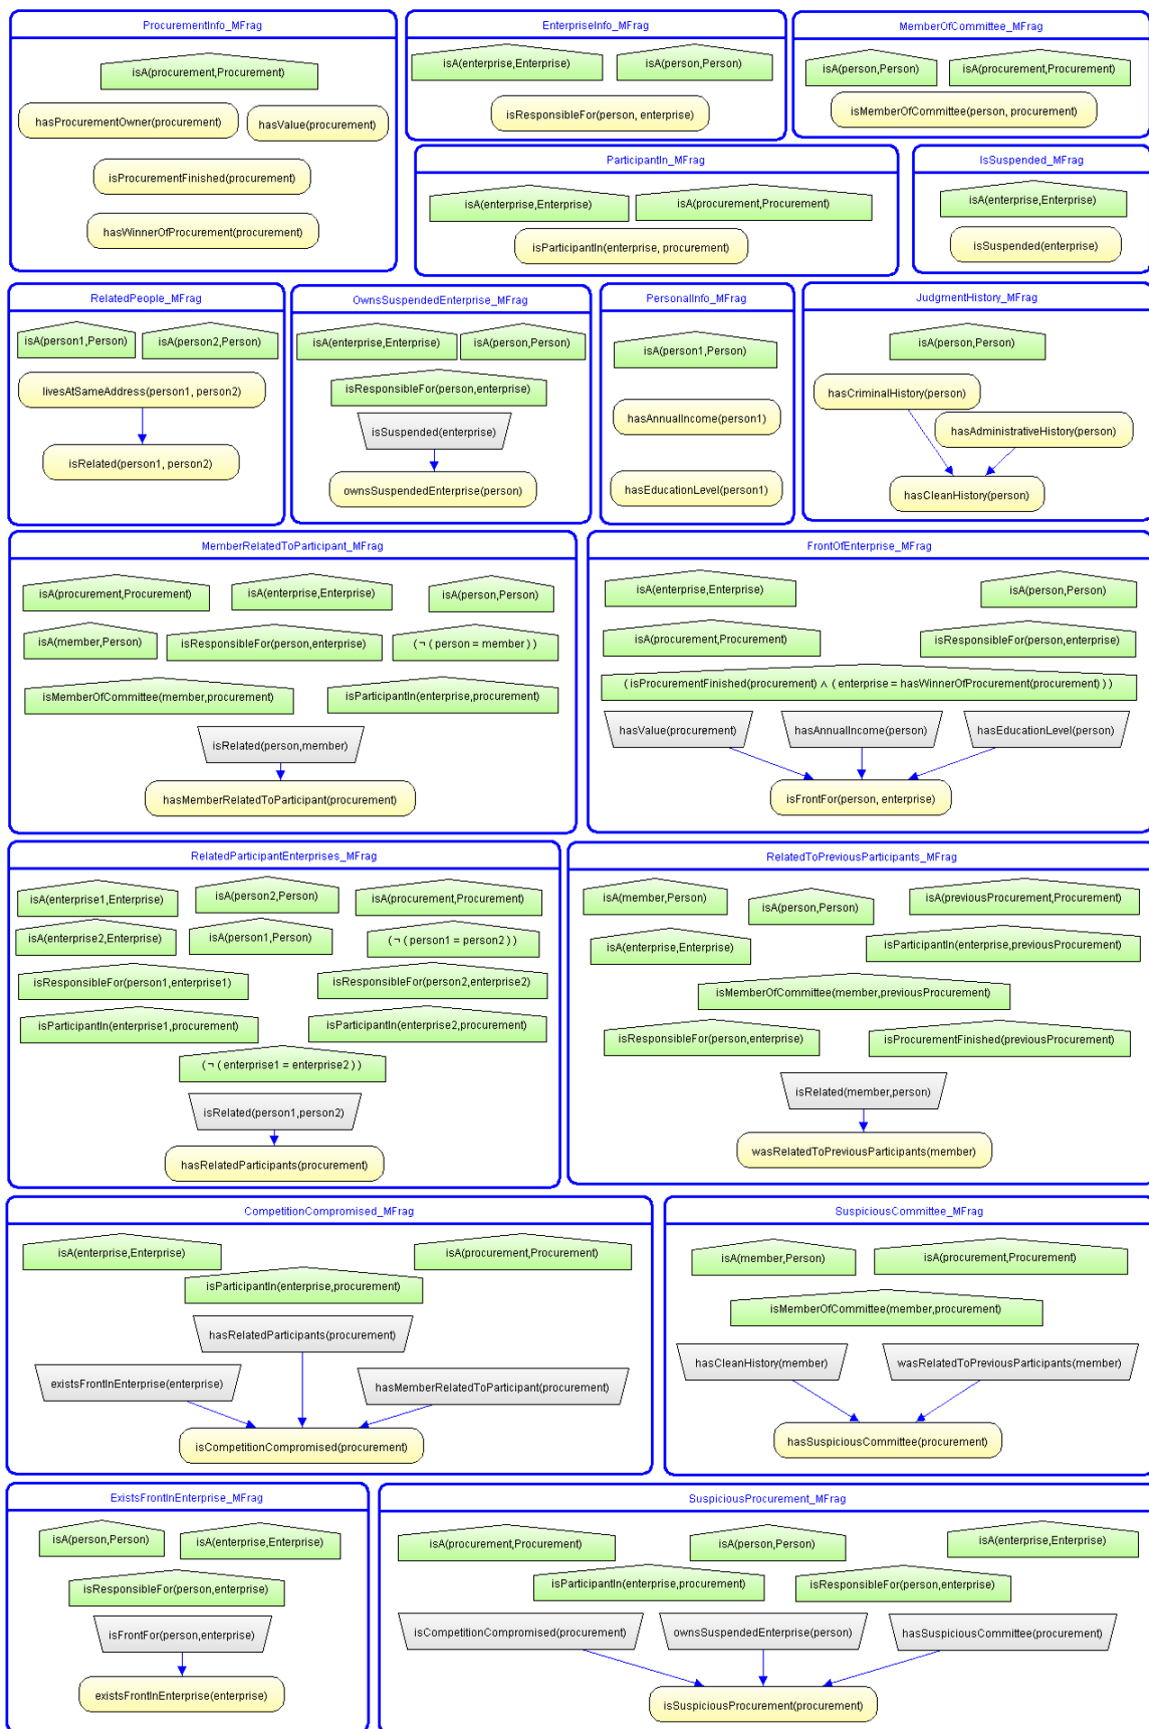 ProcurementInfo_MFrag
isA(procurement,Procurement)
hasProcurementOwner(procurement)
hasValue(procurement)
isProcurementFinished(procurement)
hasWinnerOfProcurement(procurement)
EnterpriseInfo_MFrag
isA(enterprise,Enterprise)
isA(person,Person)
isResponsibleFor(person, enterprise)
MemberOfCommittee_MFrag
isA(person,Person)
isA(procurement,Procurement)
isMemberOfCommittee(person, procurement)
ParticipantIn_MFrag
isA(enterprise,Enterprise)
isA(procurement,Procurement)
isParticipantIn(enterprise, procurement)
IsSuspended_MFrag
isA(enterprise,Enterprise)
isSuspended(enterprise)
RelatedPeople_MFrag
isA(person1,Person)
isA(person2,Person)
livesAtSameAddress(person1, person2)
isRelated(person1, person2)
OwnsSuspendedEnterprise_MFrag
isA(enterprise,Enterprise)
isA(person,Person)
isResponsibleFor(person,enterprise)
isSuspended(enterprise)
ownsSuspendedEnterprise(person)
PersonalInfo_MFrag
isA(person1,Person)
hasAnnualIncome(person1)
hasEducationLevel(person1)
JudgmentHistory_MFrag
isA(person,Person)
hasCriminalHistory(person)
hasAdministrativeHistory(person)
hasCleanHistory(person)
MemberRelatedToParticipant_MFrag
isA(procurement,Procurement)
isA(enterprise,Enterprise)
isA(person,Person)
isA(member,Person)
isResponsibleFor(person,enterprise)
( ¬ ( person = member ) )
isMemberOfCommittee(member,procurement)
isParticipantIn(enterprise,procurement)
isRelated(person,member)
hasMemberRelatedToParticipant(procurement)
FrontOfEnterprise_MFrag
isA(enterprise,Enterprise)
isA(person,Person)
isA(procurement,Procurement)
isResponsibleFor(person,enterprise)
( isProcurementFinished(procurement) ∧ ( enterprise = hasWinnerOfProcurement(procurement) ) )
hasValue(procurement)
hasAnnualIncome(person)
hasEducationLevel(person)
isFrontFor(person, enterprise)
RelatedParticipantEnterprises_MFrag
isA(enterprise1,Enterprise)
isA(person2,Person)
isA(procurement,Procurement)
isA(enterprise2,Enterprise)
isA(person1,Person)
( ¬ ( person1 = person2 ) )
isResponsibleFor(person1,enterprise1)
isResponsibleFor(person2,enterprise2)
isParticipantIn(enterprise1,procurement)
isParticipantIn(enterprise2,procurement)
( ¬ ( enterprise1 = enterprise2 ) )
isRelated(person1,person2)
hasRelatedParticipants(procurement)
RelatedToPreviousParticipants_MFrag
isA(member,Person)
isA(person,Person)
isA(previousProcurement,Procurement)
isA(enterprise,Enterprise)
isParticipantIn(enterprise,previousProcurement)
isMemberOfCommittee(member,previousProcurement)
isResponsibleFor(person,enterprise)
isProcurementFinished(previousProcurement)
isRelated(member,person)
wasRelatedToPreviousParticipants(member)
CompetitionCompromised_MFrag
isA(enterprise,Enterprise)
isA(procurement,Procurement)
isParticipantIn(enterprise,procurement)
hasRelatedParticipants(procurement)
existsFrontInEnterprise(enterprise)
hasMemberRelatedToParticipant(procurement)
isCompetitionCompromised(procurement)
SuspiciousCommittee_MFrag
isA(member,Person)
isA(procurement,Procurement)
isMemberOfCommittee(member,procurement)
hasCleanHistory(member)
wasRelatedToPreviousParticipants(member)
hasSuspiciousCommittee(procurement)
ExistsFrontInEnterprise_MFrag
isA(person,Person)
isA(enterprise,Enterprise)
isResponsibleFor(person,enterprise)
isFrontFor(person,enterprise)
existsFrontInEnterprise(enterprise)
SuspiciousProcurement_MFrag
isA(procurement,Procurement)
isA(person,Person)
isA(enterprise,Enterprise)
isParticipantIn(enterprise,procurement)
isResponsibleFor(person,enterprise)
isCompetitionCompromised(procurement)
ownsSuspendedEnterprise(person)
hasSuspiciousCommittee(procurement)
isSuspiciousProcurement(procurement)